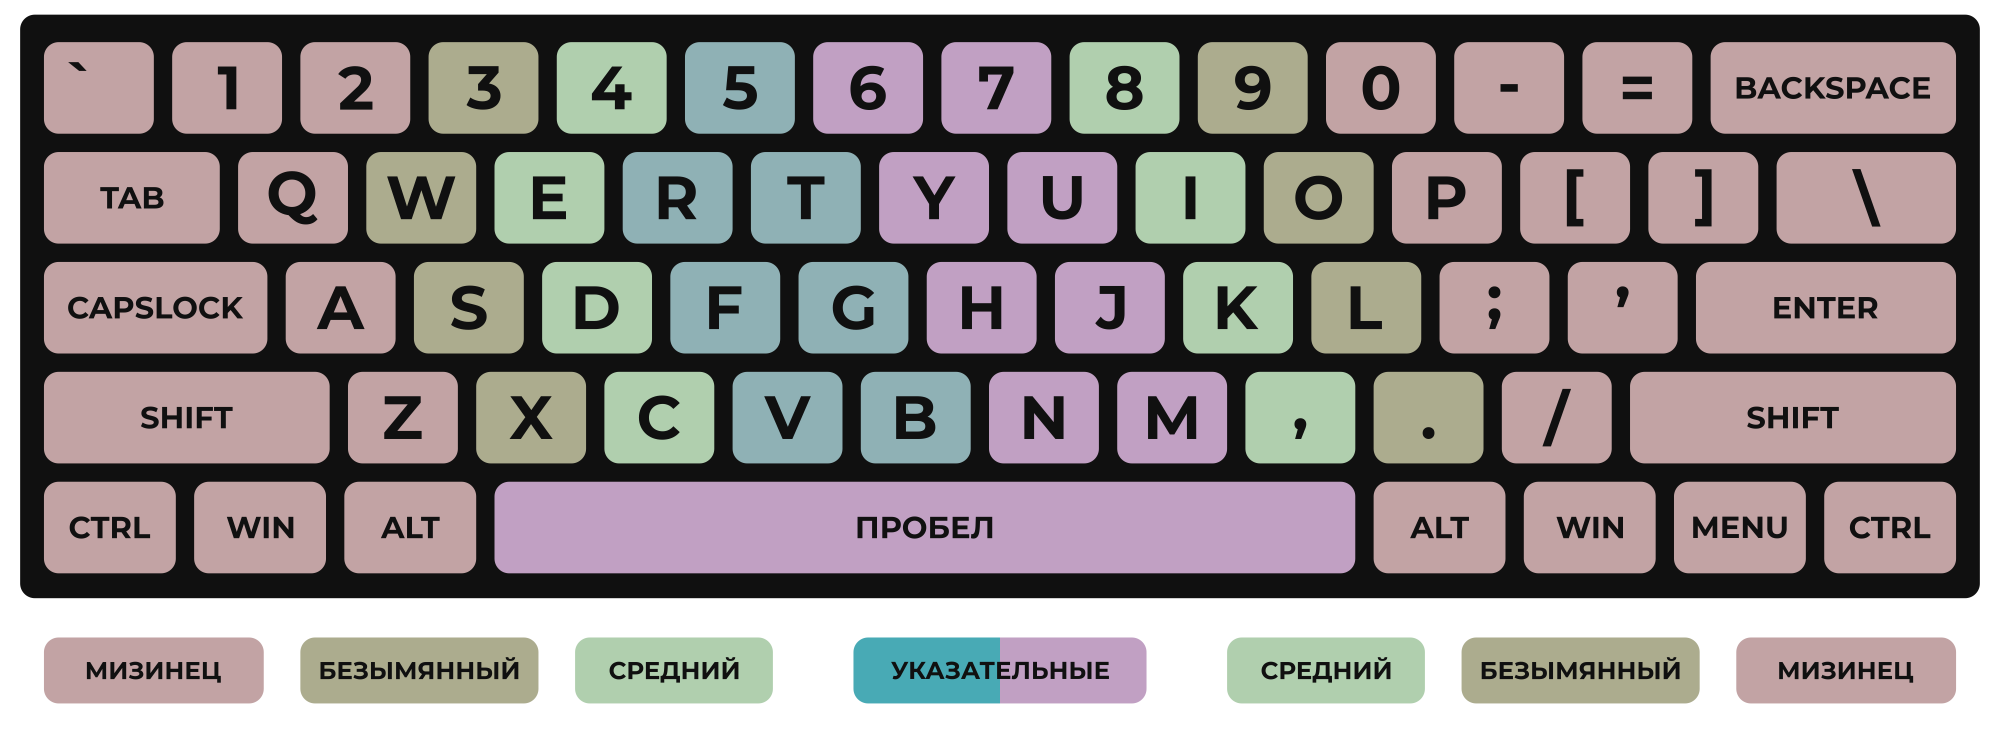 ` 1 2 3 4 5 6 7 8 9 0 - = BACKSPACE
TAB Q W E R T Y U I O P [ ] \
CAPSLOCK A S D F G H J K L ; ’ ENTER
SHIFT Z X C V B N M , . / SHIFT
CTRL WIN ALT ПРОБЕЛ ALT WIN MENU CTRL
МИЗИНЕЦ БЕЗЫМЯННЫЙ СРЕДНИЙ УКАЗАТЕЛЬНЫЕ СРЕДНИЙ БЕЗЫМЯННЫЙ МИЗИНЕЦ